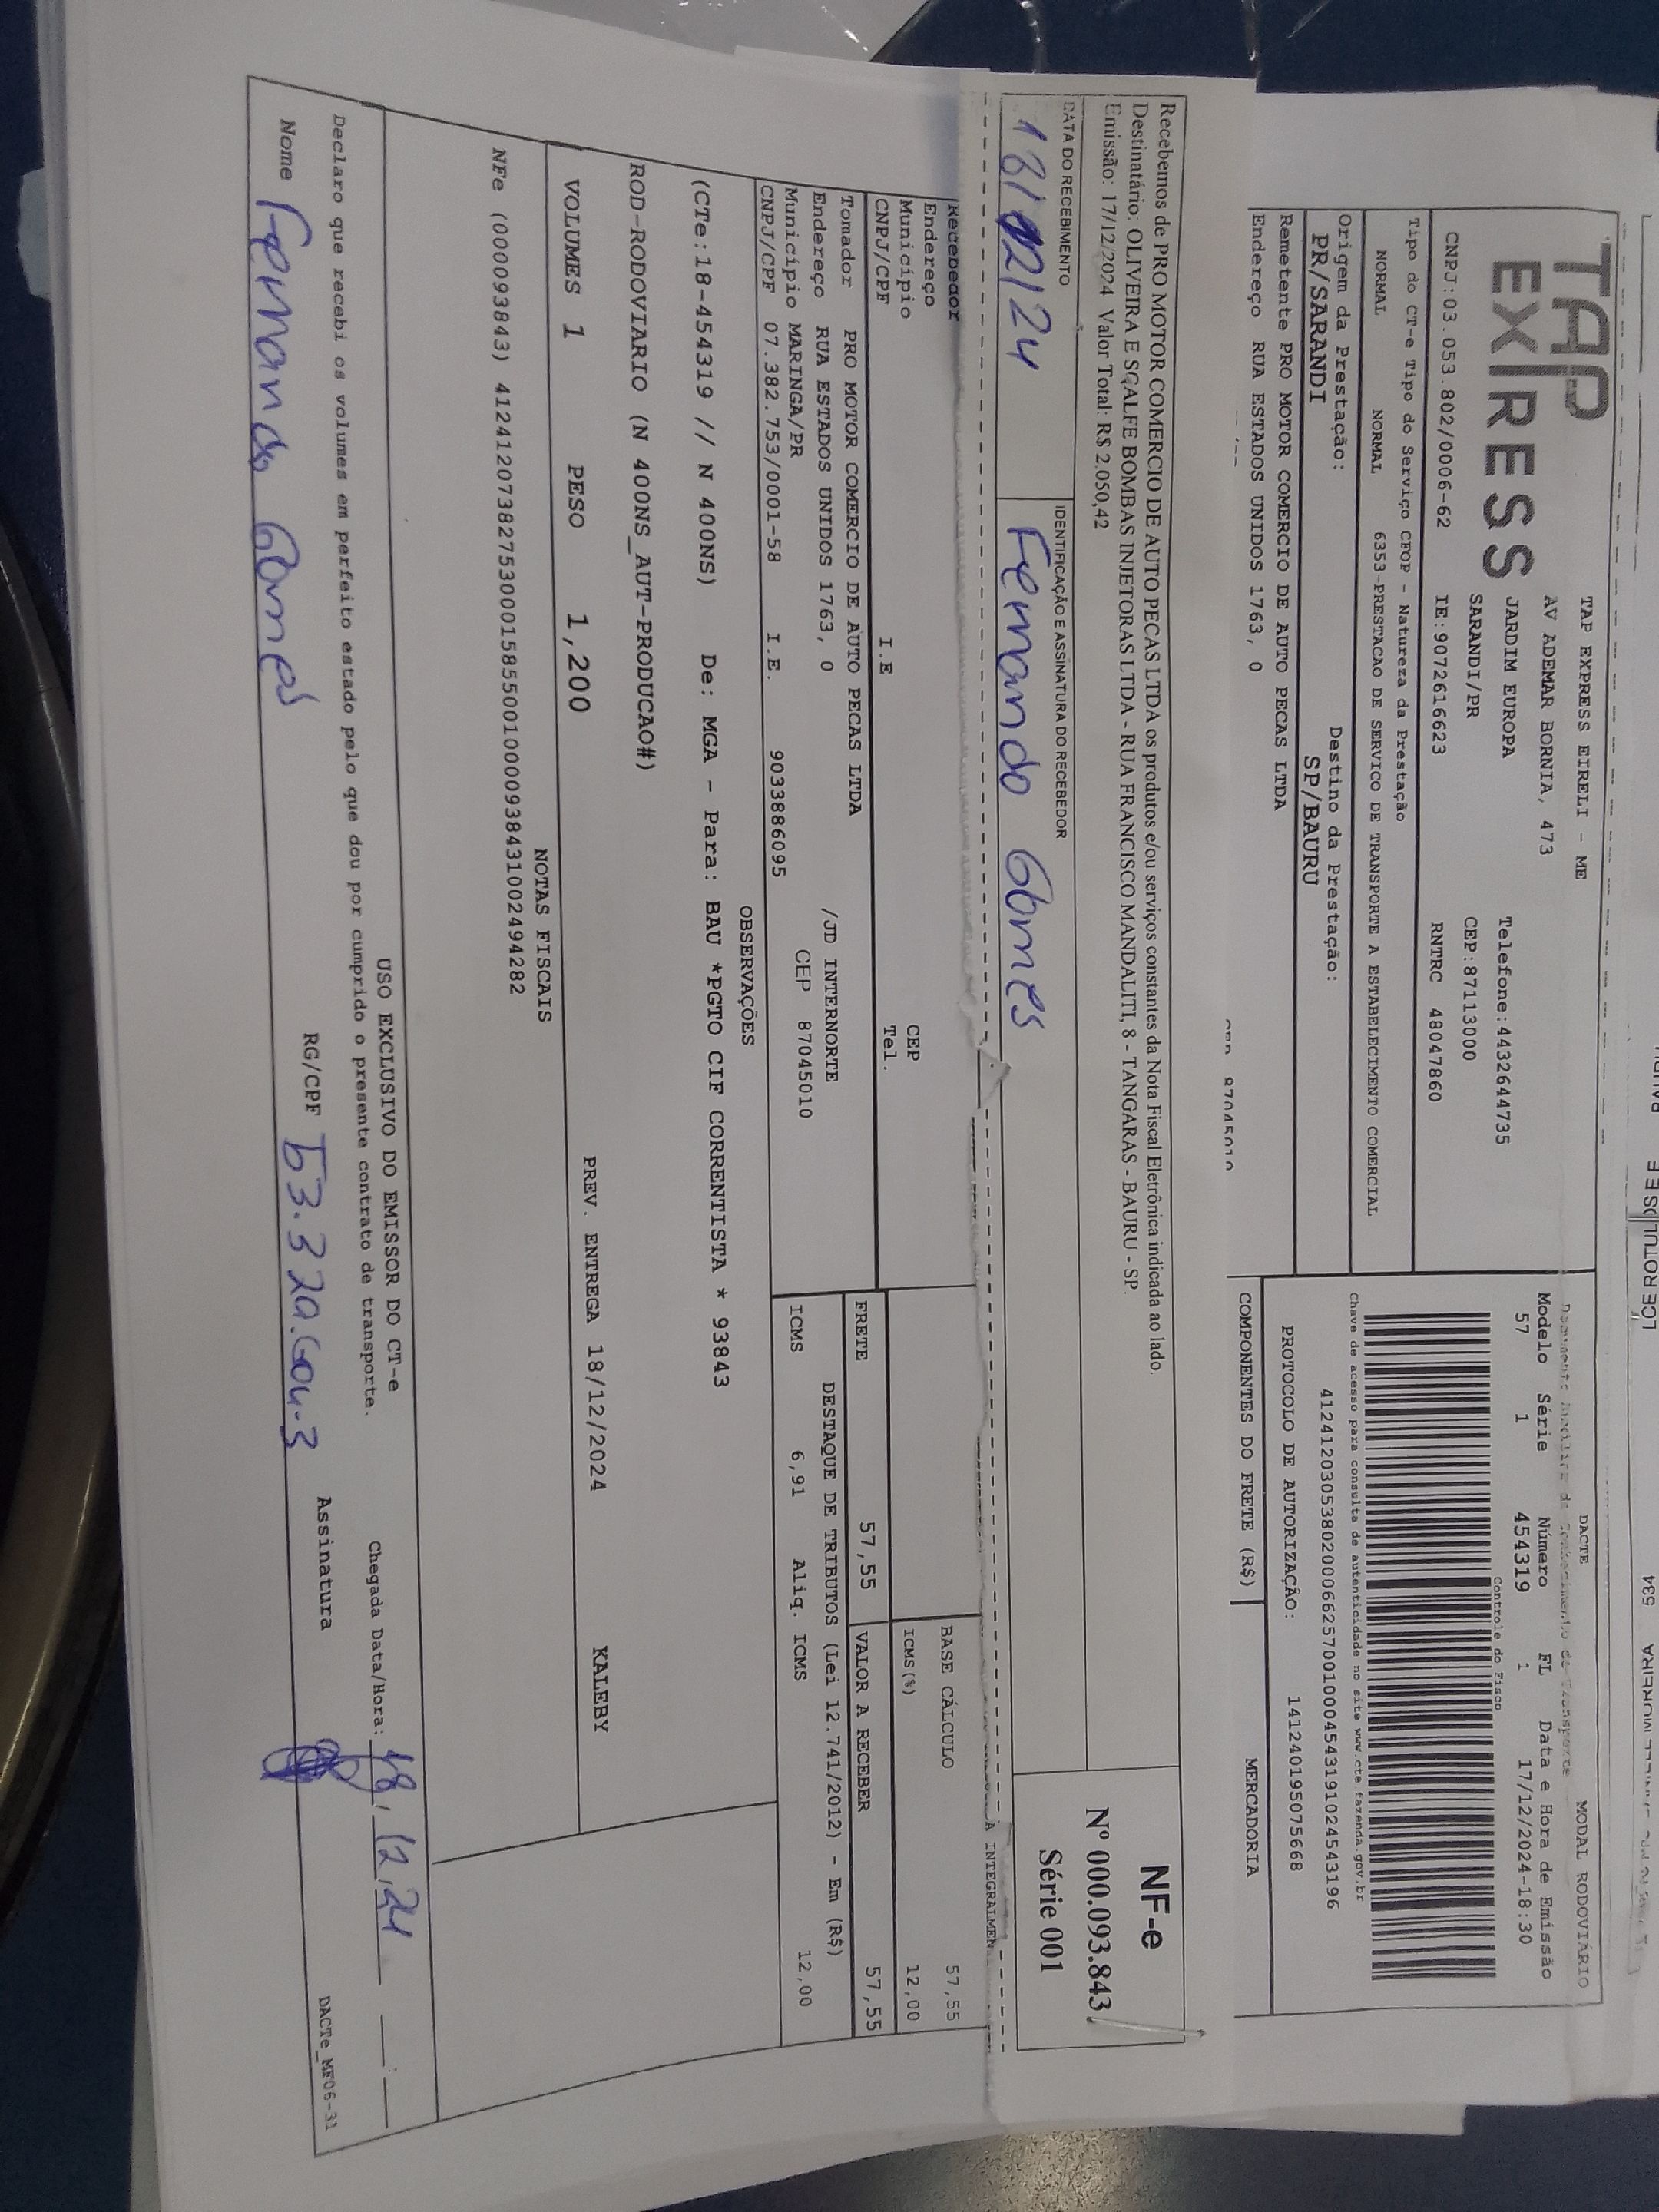 TAP
EXPRESS
TAP EXPRESS EIRELI - ME
AV ADEMAR BORNIA, 473
JARDIM EUROPA
Telefone:4432644735
SARANDI/PR
CEP:87113000
CNPJ:03.053.802/0006-62
IE:9072616623
RNTRC 48047860
Tipo do CT-e Tipo do Serviço CFOP - Natureza da Prestação
NORMAL NORMAL 6353-PRESTACAO DE SERVICO DE TRANSPORTE A ESTABELECIMENTO COMERCIAL
Origem da Prestação: Destino da Prestação:
PR/SARANDI SP/BAURU
Remetente PRO MOTOR COMERCIO DE AUTO PECAS LTDA
Endereço RUA ESTADOS UNIDOS 1763, 0
DACTE MODAL RODOVIÁRIO
Modelo Série Número FL Data e Hora de Emissão
57 1 454319 1 17/12/2024-18:30
Controle do Fisco
Chave de acesso para consulta de autenticidade no site www.cte.fazenda.gov.br
41241203053802000662570010004543191024543196
PROTOCOLO DE AUTORIZAÇÃO: 141240195075668
COMPONENTES DO FRETE (R$) MERCADORIA
Recebemos de PRO MOTOR COMERCIO DE AUTO PECAS LTDA os produtos e/ou serviços constantes da Nota Fiscal Eletrônica indicada ao lado.
Destinatário: OLIVEIRA E SGALFE BOMBAS INJETORAS LTDA - RUA FRANCISCO MANDALITI, 8 - TANGARAS - BAURU - SP.
Emissão: 17/12/2024 Valor Total: R$ 2.050,42
DATA DO RECEBIMENTO IDENTIFICAÇÃO E ASSINATURA DO RECEBEDOR
18/12/24 Fernando Gomes
NF-e
Nº 000.093.843
Série 001
Recebedor
Endereço
Município CEP
CNPJ/CPF I.E Tel.
Tomador PRO MOTOR COMERCIO DE AUTO PECAS LTDA
Endereço RUA ESTADOS UNIDOS 1763, 0 /JD INTERNORTE
Município MARINGA/PR CEP 87045010
CNPJ/CPF 07.382.753/0001-58 I.E. 9033886095
À INTEGRALMEN
BASE CÁLCULO 57,55
ICMS(%) 12,00
FRETE 57,55 VALOR A RECEBER 57,55
DESTAQUE DE TRIBUTOS (Lei 12.741/2012) - Em (R$)
ICMS 6,91 Aliq. ICMS 12,00
OBSERVAÇÕES
(CTe:18-454319 // N 400NS) De: MGA - Para: BAU *PGTO CIF CORRENTISTA * 93843
ROD-RODOVIARIO (N 400NS_AUT-PRODUCAO#)
VOLUMES 1 PESO 1,200 PREV. ENTREGA 18/12/2024 KALEBY
NOTAS FISCAIS
NFe (000093843) 41241207382753000158550010000938431002494282
USO EXCLUSIVO DO EMISSOR DO CT-e
Declaro que recebi os volumes em perfeito estado pelo que dou por cumprido o presente contrato de transporte.
Chegada Data/Hora: 18,12,24 __:__
Nome Fernando Gomes RG/CPF Assinatura
DACTe_MF06-31